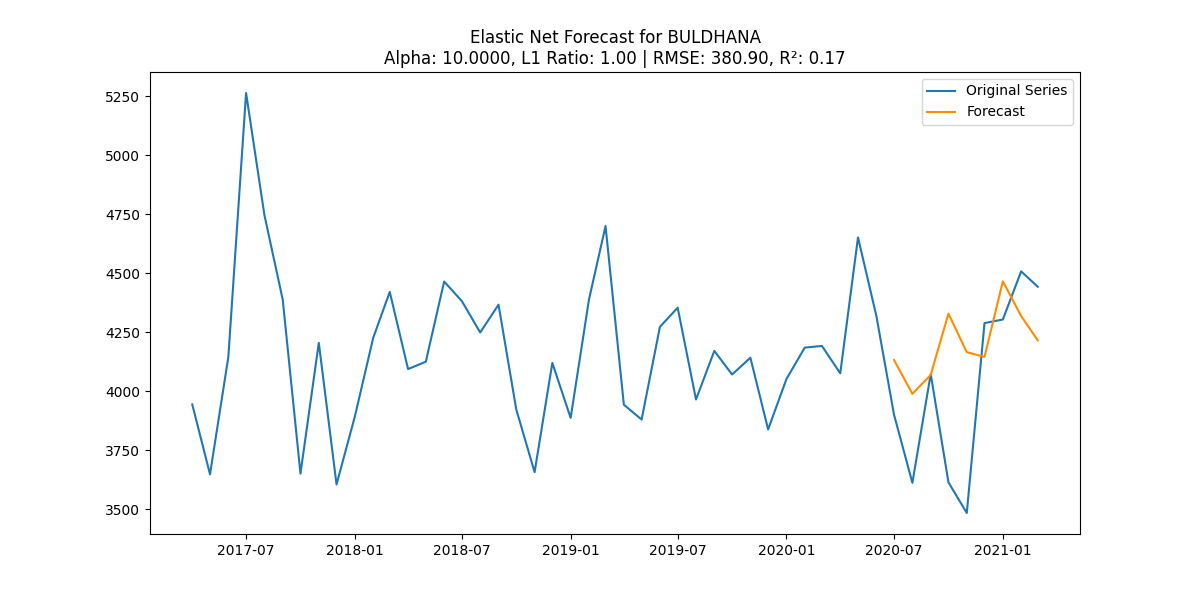 Elastic Net Forecast for BULDHANA
Alpha: 10.0000, L1 Ratio: 1.00 | RMSE: 380.90, R²: 0.17
Original Series
Forecast
5250
5000
4750
4500
4250
4000
3750
3500
2017-07 2018-01 2018-07 2019-01 2019-07 2020-01 2020-07 2021-01